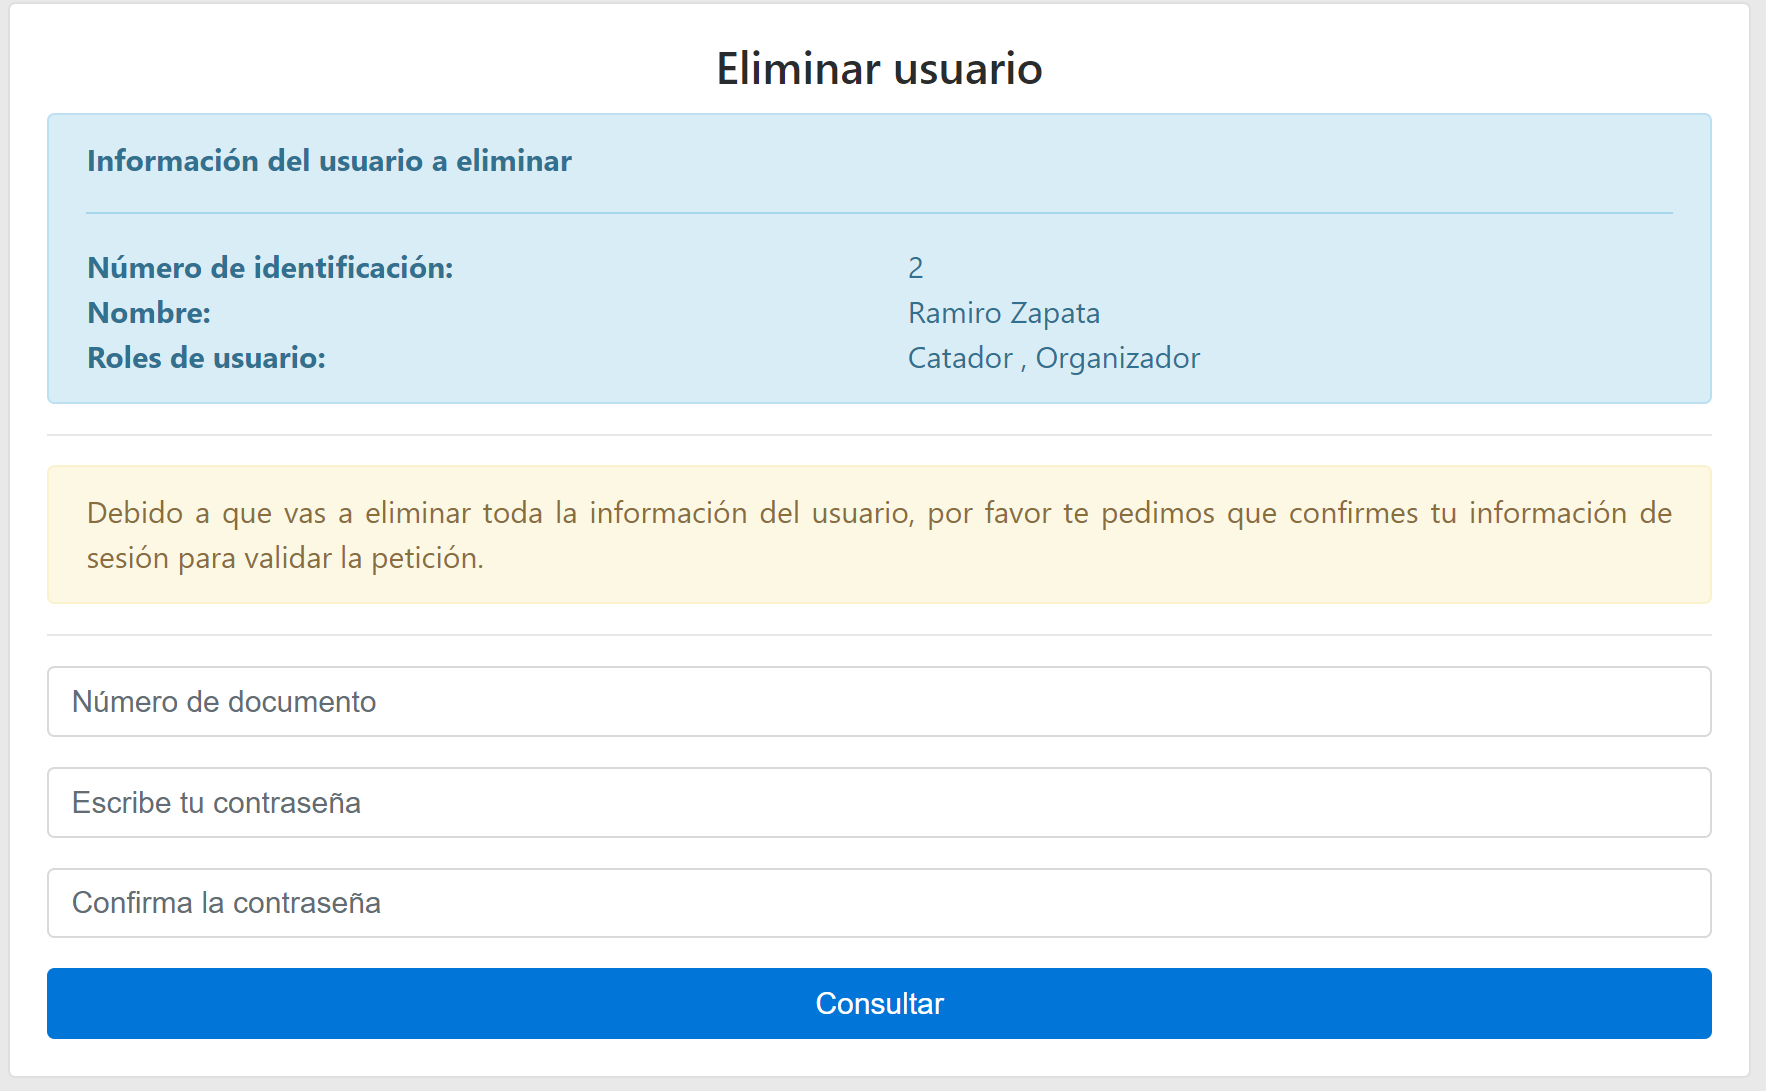 Eliminar usuario
Información del usuario a eliminar
Número de identificación: 2
Nombre: Ramiro Zapata
Roles de usuario: Catador , Organizador
Debido a que vas a eliminar toda la información del usuario, por favor te pedimos que confirmes tu información de
sesión para validar la petición.
Número de documento
Escribe tu contraseña
Confirma la contraseña
Consultar